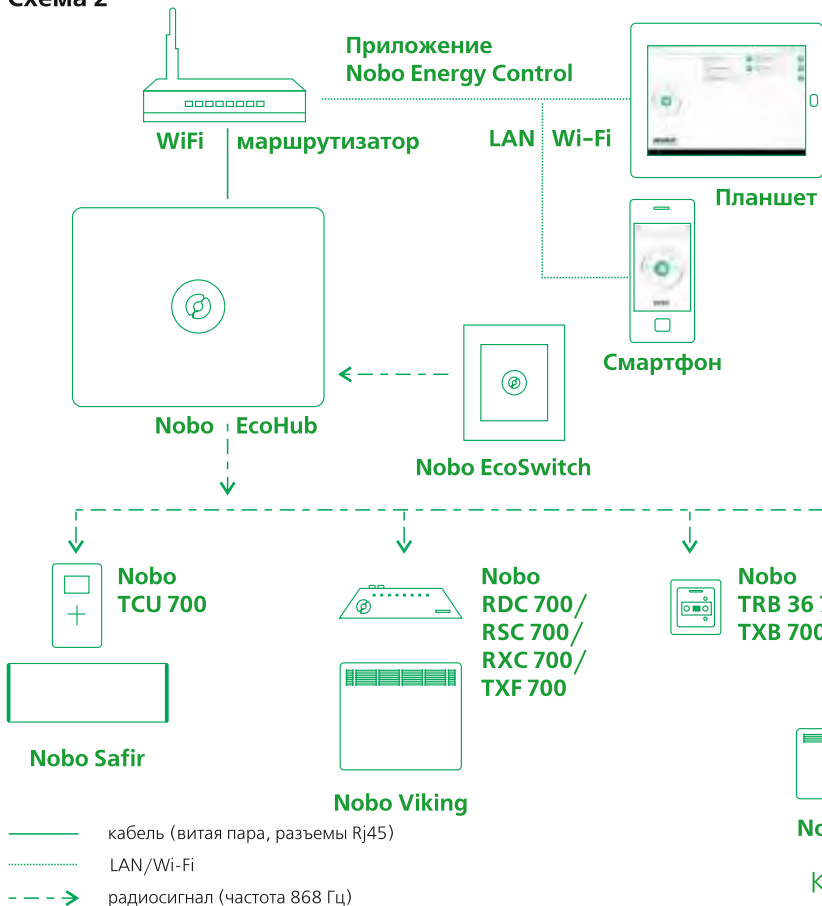 Схема 2
Приложение
Nobo Energy Control
WiFi маршрутизатор
LAN Wi–Fi
Планшет
Смартфон
Nobo EcoHub
Nobo EcoSwitch
Nobo
TCU 700
Nobo
RDC 700/
RSC 700/
RXC 700/
TXF 700
Nobo
TRB 36
TXB 700
Nobo Safir
Nobo Viking
кабель (витая пара, разъемы Rj45)
LAN/Wi-Fi
радиосигнал (частота 868 Гц)